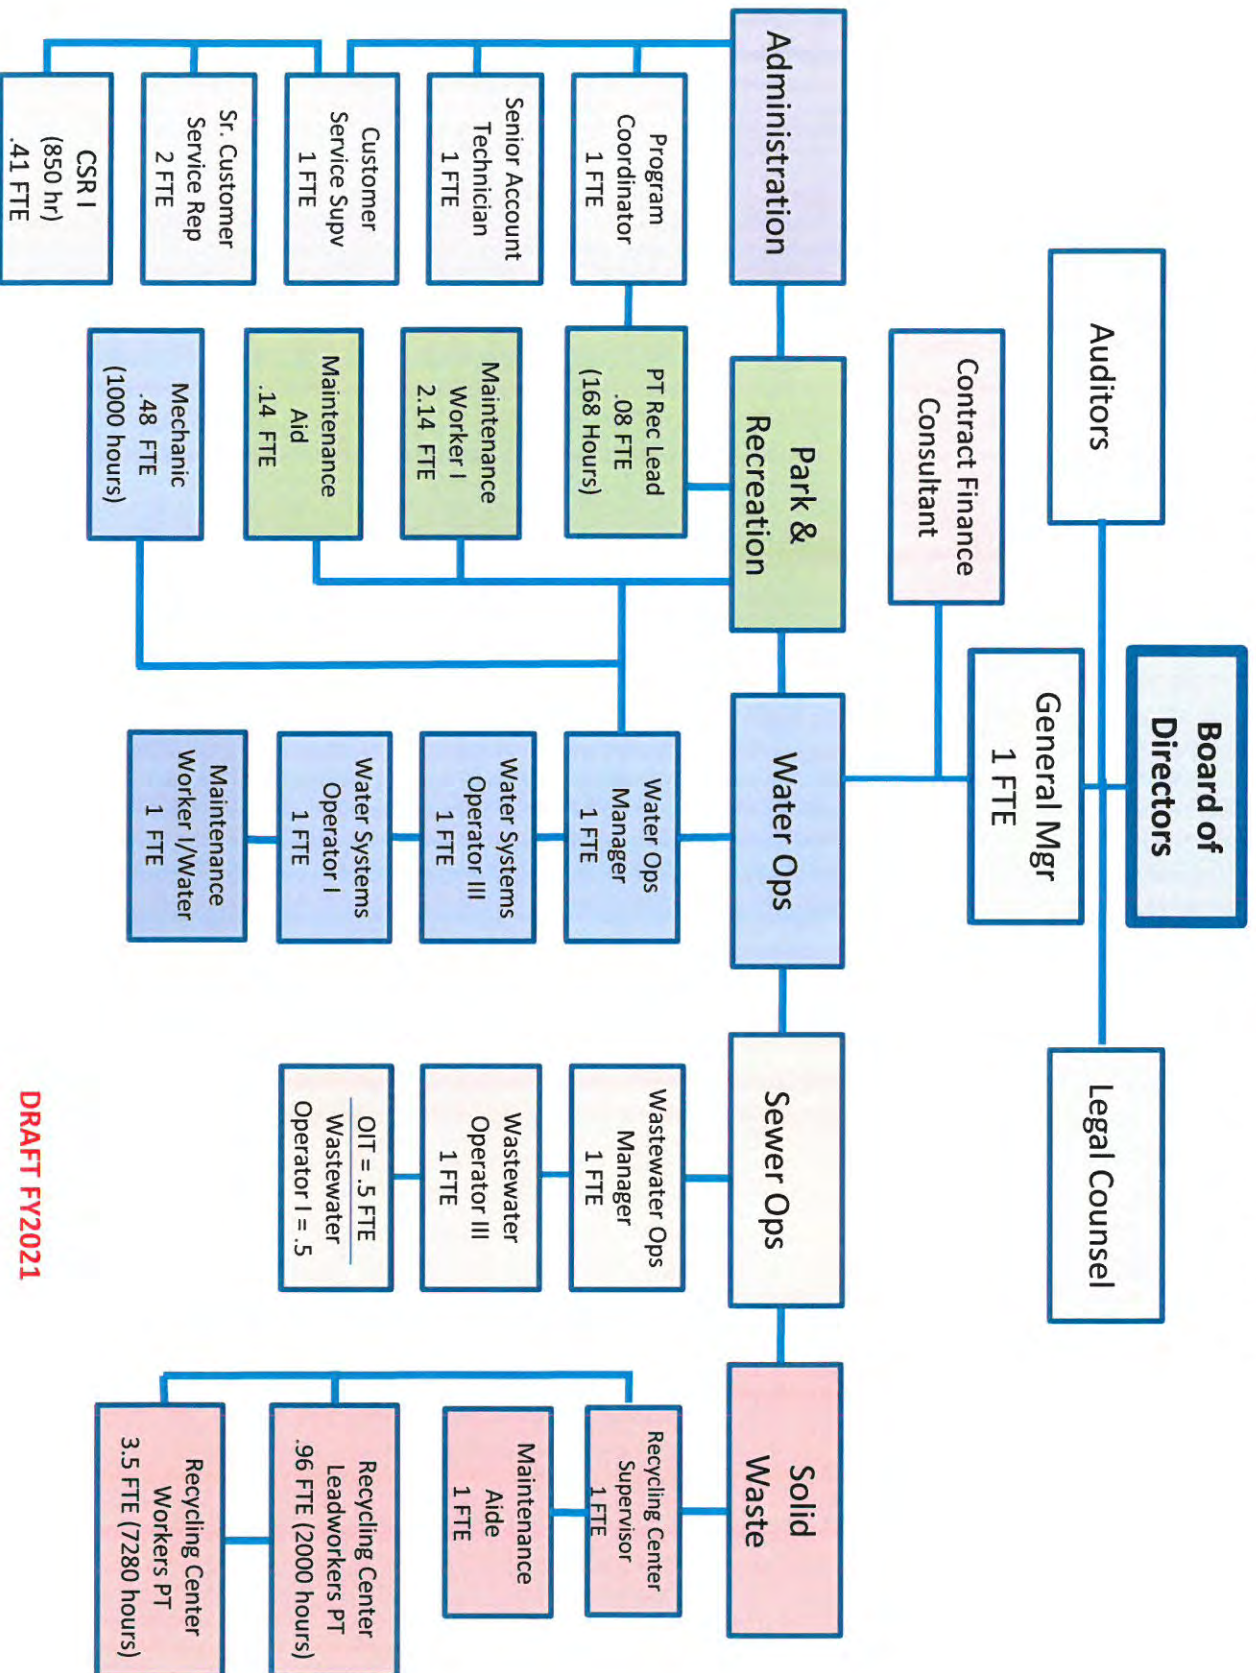 Board of
Directors
Auditors
Legal Counsel
General Mgr
1 FTE
Contract Finance
Consultant
Administration
Park &
Recreation
Water Ops
Sewer Ops
Solid
Waste
Program
Coordinator
1 FTE
Senior Account
Technician
1 FTE
Customer
Service Supv
1 FTE
Sr. Customer
Service Rep
2 FTE
CSR I
(850 hr)
.41 FTE
PT Rec Lead
.08 FTE
(168 Hours)
Maintenance
Worker I
2.14 FTE
Maintenance
Aid
.14 FTE
Mechanic
.48 FTE
(1000 hours)
Water Ops
Manager
1 FTE
Water Systems
Operator III
1 FTE
Water Systems
Operator I
1 FTE
Maintenance
Worker I/Water
1 FTE
Wastewater Ops
Manager
1 FTE
Wastewater
Operator III
1 FTE
OIT = .5 FTE
Wastewater
Operator I = .5
Recycling Center
Supervisor
1 FTE
Maintenance
Aide
1 FTE
Recycling Center
Leadworkers PT
.96 FTE (2000 hours)
Recycling Center
Workers PT
3.5 FTE (7280 hours)
DRAFT FY2021